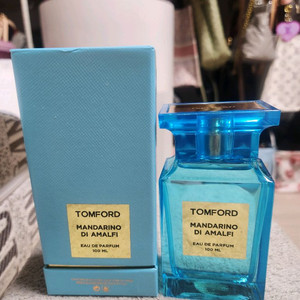 TOMFORD
MANDARINO
DI AMALFI
EAU DE PARFUM
100 ML
TOMFORD
MANDARINO
DI AMALFI
EAU DE PARFUM
100 ML